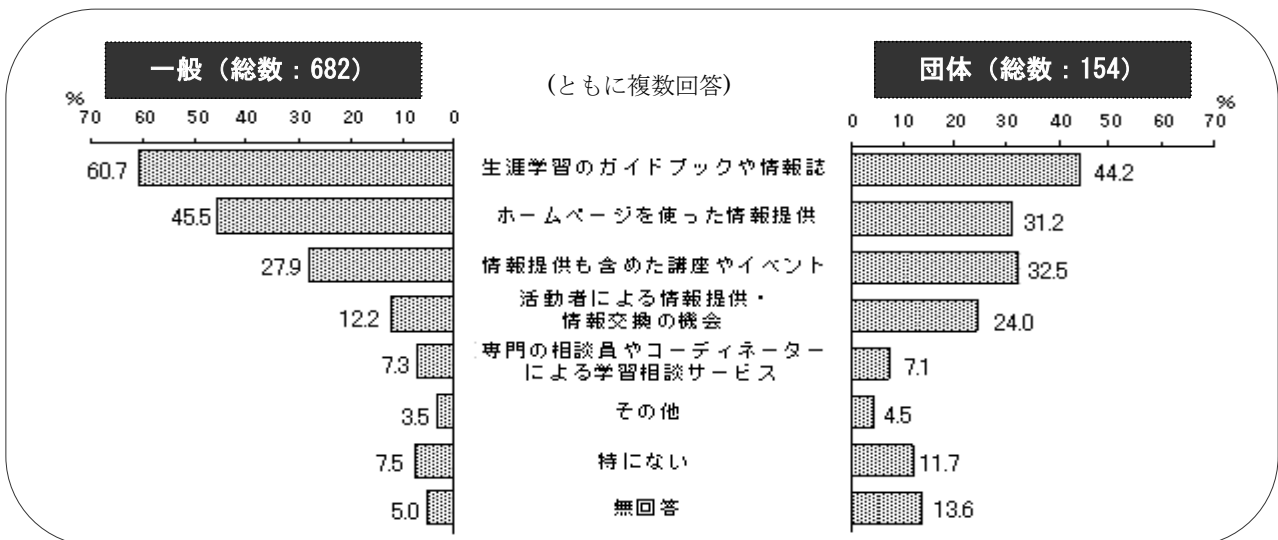 一般（総数：682）
(ともに複数回答)
団体（総数：154）
%
70 60 50 40 30 20 10 0
%
0 10 20 30 40 50 60 70
60.7 生涯学習のガイドブックや情報誌 44.2
45.5 ホームページを使った情報提供 31.2
27.9 情報提供も含めた講座やイベント 32.5
活動者による情報提供・
12.2 情報交換の機会 24.0
専門の相談員やコーディネーター
7.3 による学習相談サービス 7.1
3.5 その他 4.5
7.5 特にない 11.7
5.0 無回答 13.6